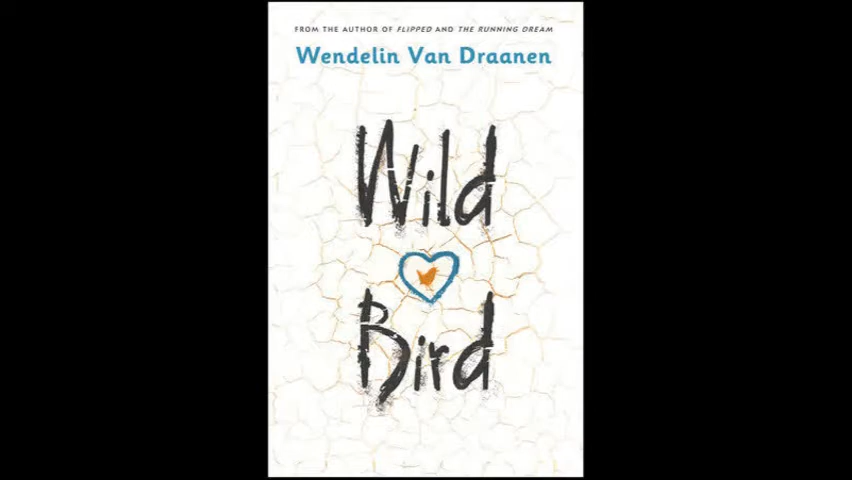 FROM THE AUTHOR OF FLIPPED AND THE RUNNING DREAM
Wendelin Van Draanen
Wild
Bird